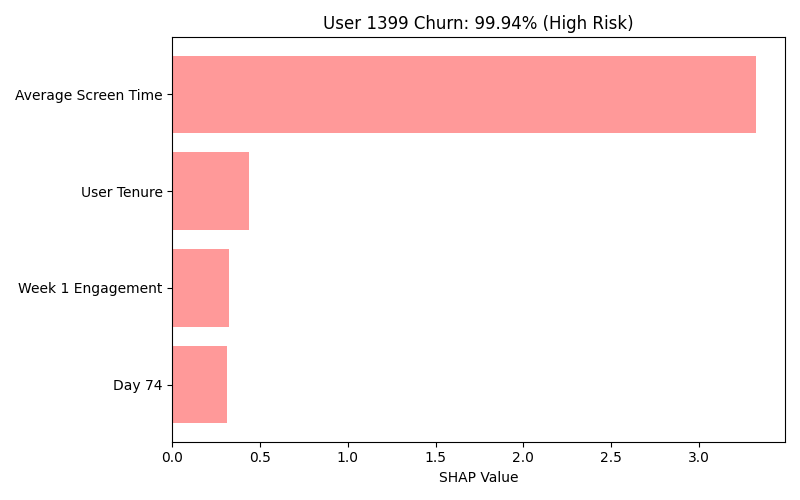 User 1399 Churn: 99.94% (High Risk)
Average Screen Time
User Tenure
Week 1 Engagement
Day 74
0.0 0.5 1.0 1.5 2.0 2.5 3.0
SHAP Value